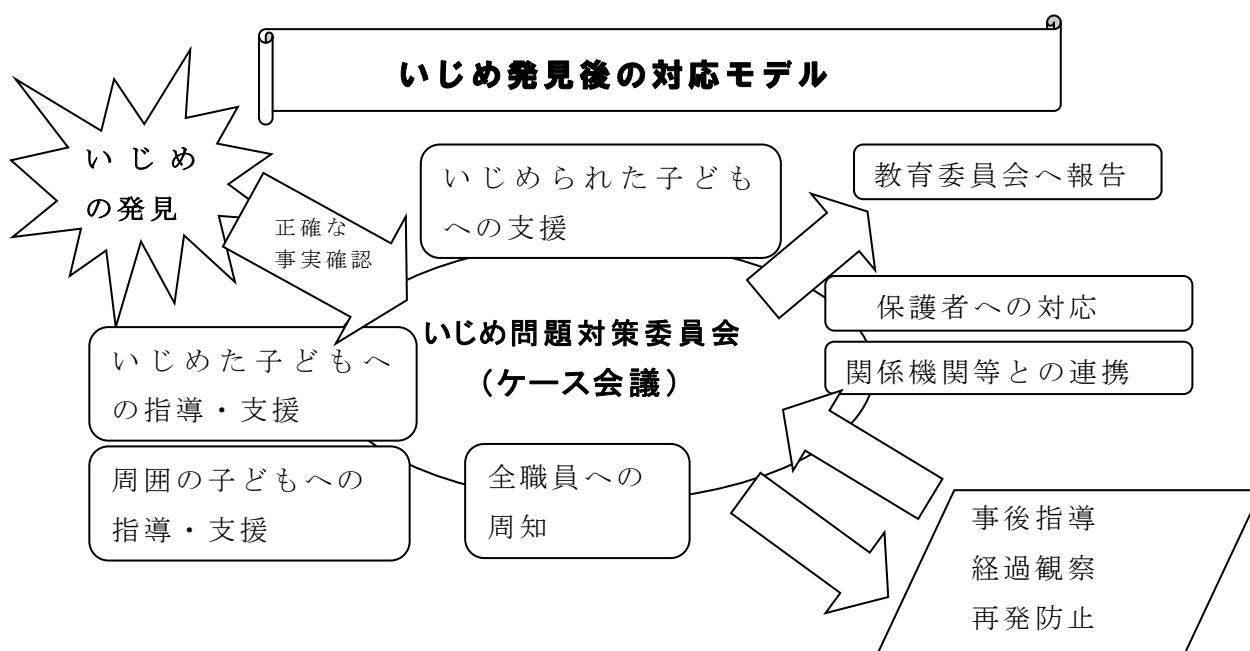 いじめ発見後の対応モデル
いじめ
の発見
正確な
事実確認
いじめられた子ども
への支援
教育委員会へ報告
保護者への対応
関係機関等との連携
いじめ問題対策委員会
（ケース会議）
いじめた子どもへ
の指導・支援
周囲の子どもへの
指導・支援
全職員への
周知
事後指導
経過観察
再発防止